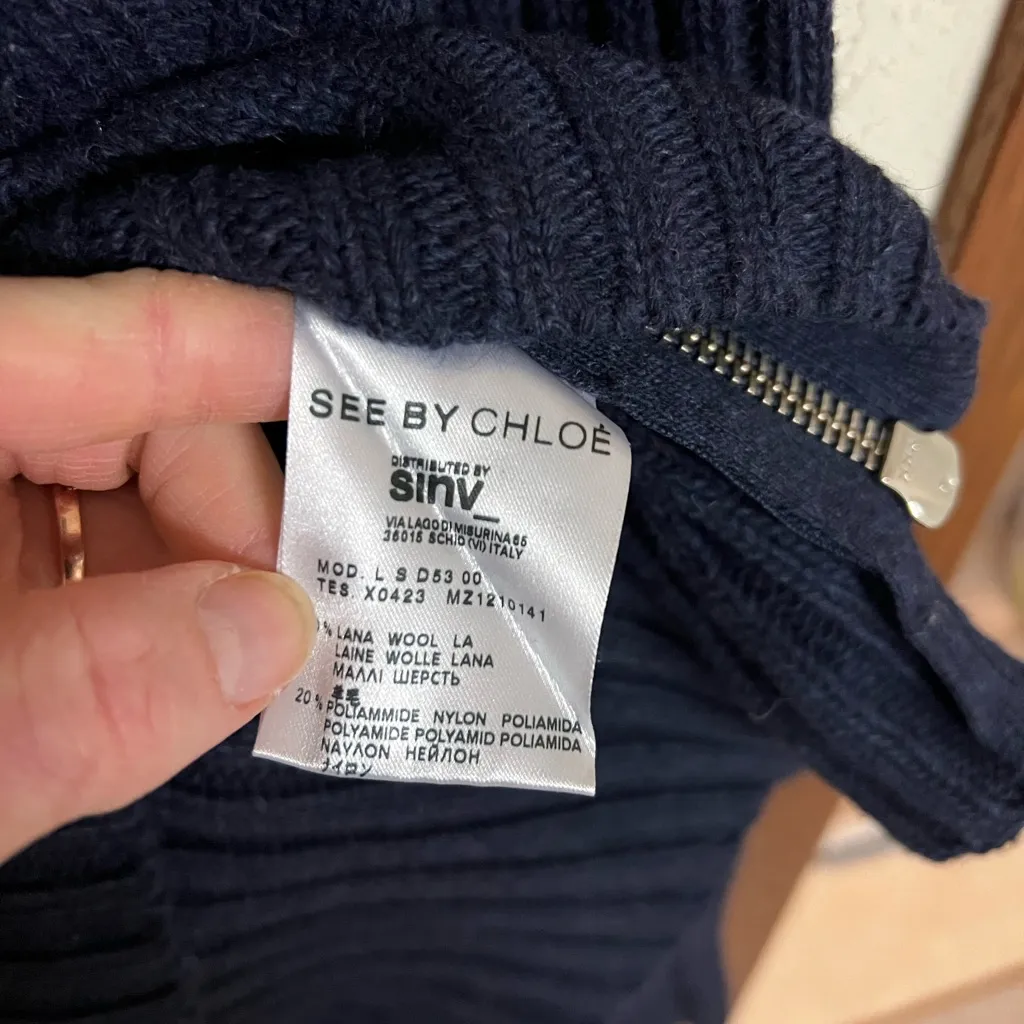 SEE BY CHLOÉ
DISTRIBUTED BY
sinv_
VIA LAGO DI MISURINA 65
36015 SCHIO (VI) ITALY
MOD. L S D53 00
TES. X0423 MZ1210141
% LANA WOOL LA
LAINE WOLLE LANA
ΜΑΛΛΙ ШЕРСТЬ
羊毛
20 % POLIAMMIDE NYLON POLIAMIDA
POLYAMIDE POLYAMID POLIAMIDA
ΝΑΥΛΟΝ НЕЙЛОН
ナイロン